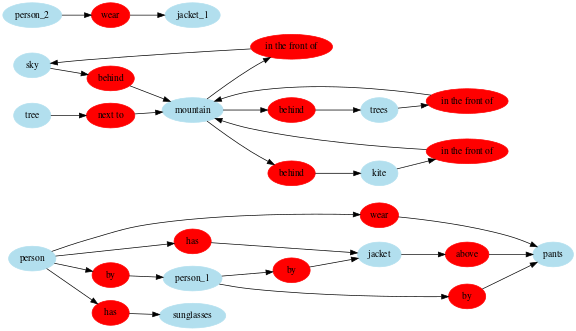 person_2
wear
jacket_1
in the front of
sky
behind
in the front of
tree
next to
mountain
behind
trees
in the front of
behind
kite
wear
has
person
jacket
above
pants
by
by
person_1
by
has
sunglasses